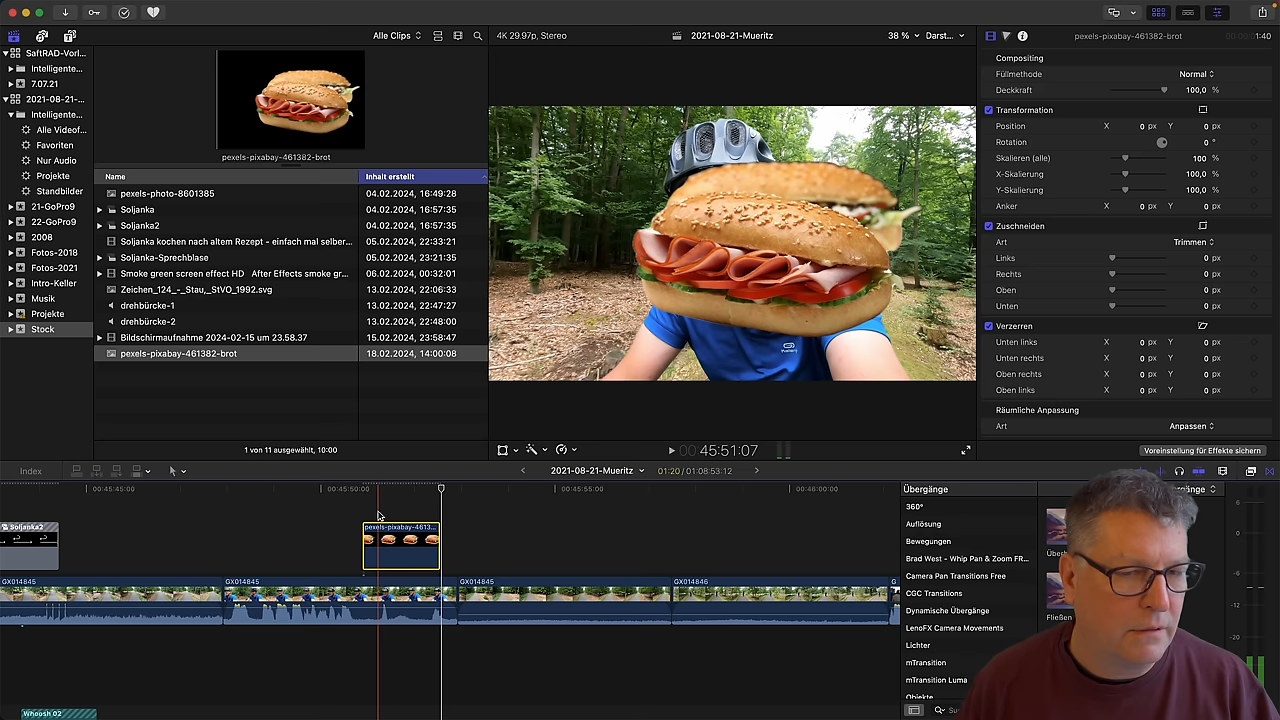 Alle Clips
4K 29.97p, Stereo
2021-08-21-Mueritz
38 %
Darst...
pexels-pixabay-461382-brot
1:40
SaftRAD-Vorl...
Intelligente...
7.07.21
2021-08-21-...
Intelligente...
Alle Videof...
Favoriten
Nur Audio
Projekte
Standbilder
21-GoPro9
22-GoPro9
2008
Fotos-2018
Fotos-2021
Intro-Keller
Musik
Projekte
Stock
pexels-pixabay-461382-brot
Name
Inhalt erstellt
pexels-photo-8601385 04.02.2024, 16:49:28
Soljanka 04.02.2024, 16:57:35
Soljanka2 04.02.2024, 16:57:35
Soljanka kochen nach altem Rezept - einfach mal selber... 05.02.2024, 22:33:21
Soljanka-Sprechblase 05.02.2024, 23:21:35
Smoke green screen effect HD After Effects smoke gr... 06.02.2024, 00:32:01
Zeichen_124_-_Stau,_StVO_1992.svg 13.02.2024, 22:06:33
drehbürcke-1 13.02.2024, 22:47:27
drehbürcke-2 13.02.2024, 22:48:00
Bildschirmaufnahme 2024-02-15 um 23.58.37 15.02.2024, 23:58:47
pexels-pixabay-461382-brot 18.02.2024, 14:00:08
1 von 11 ausgewählt, 10:00
00:45:51:07
Compositing
Füllmethode Normal
Deckkraft 100,0 %
Transformation
Position X 0 px Y 0 px
Rotation 0 °
Skalieren (alle) 100 %
X-Skalierung 100,0 %
Y-Skalierung 100,0 %
Anker X 0 px Y 0 px
Zuschneiden
Art Trimmen
Links 0 px
Rechts 0 px
Oben 0 px
Unten 0 px
Verzerren
Unten links X 0 px Y 0 px
Unten rechts X 0 px Y 0 px
Oben rechts X 0 px Y 0 px
Oben links X 0 px Y 0 px
Räumliche Anpassung
Art Anpassen
Voreinstellung für Effekte sichern
Index
2021-08-21-Mueritz
01:20 / 01:08:53:12
00:45:45:00
00:45:50:00
00:45:55:00
00:46:00:00
Soljanka2
pexels-pixabay-4613...
GX014845
GX014845
GX014845
GX014846
G
Whoosh 02
Übergänge
360°
Auflösung
Bewegungen
Brad West - Whip Pan & Zoom FR...
Camera Pan Transitions Free
CGC Transitions
Dynamische Übergänge
LenoFX Camera Movements
Lichter
mTransition
mTransition Luma
Objekte
Fließen
6
0
-6
-12
-20